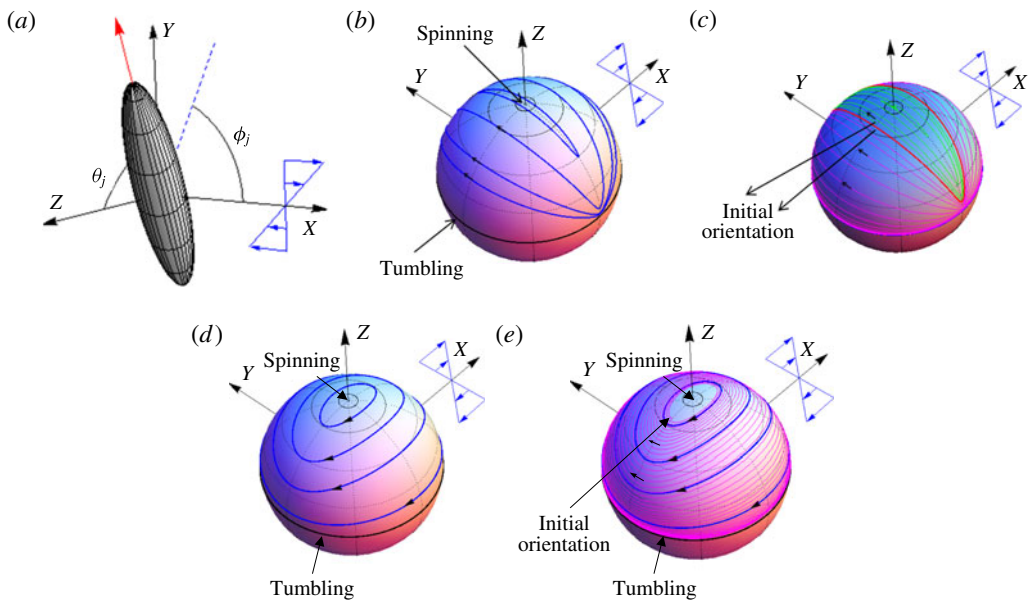 (a)
Y
ϕj
θj
Z
X
(b)
Spinning
Z
Y
X
Tumbling
(c)
Z
X
Y
Initial
orientation
(d)
Z
Spinning
X
Y
Tumbling
(e)
Z
Spinning
X
Y
Initial
orientation
Tumbling